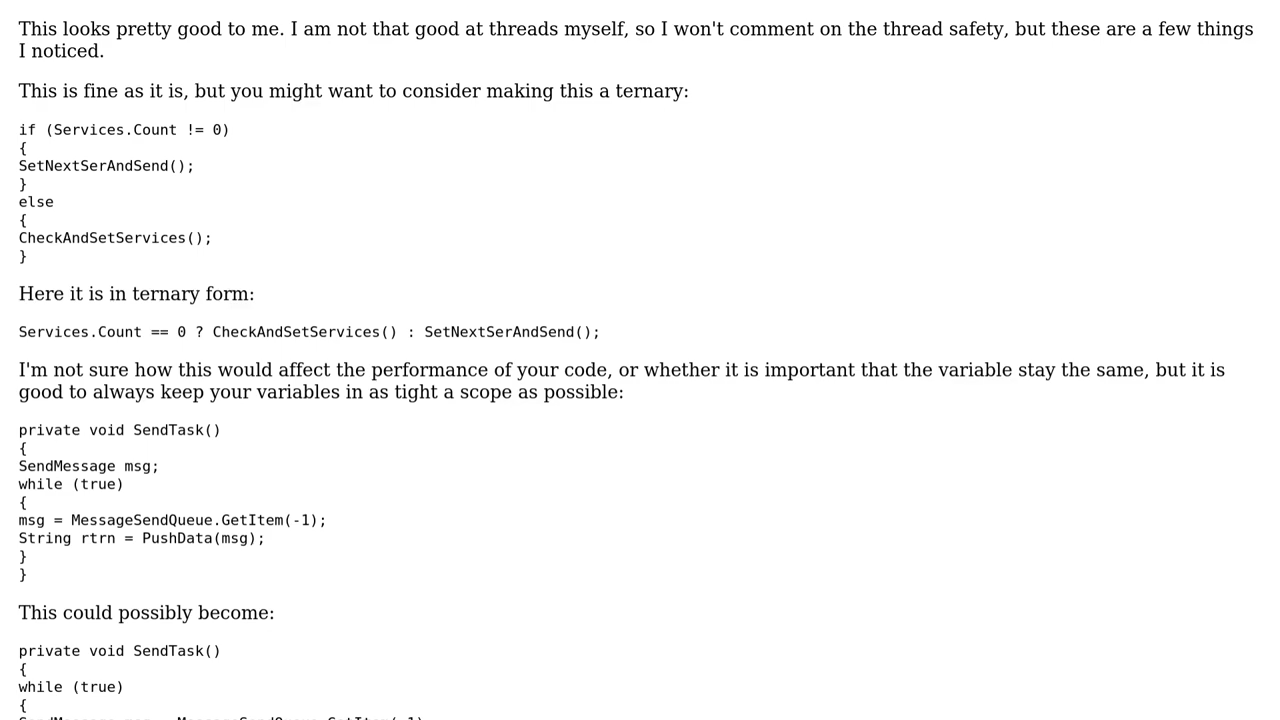 This looks pretty good to me. I am not that good at threads myself, so I won't comment on the thread safety, but these are a few things
I noticed.
This is fine as it is, but you might want to consider making this a ternary:
if (Services.Count != 0)
{
SetNextSerAndSend();
}
else
{
CheckAndSetServices();
}
Here it is in ternary form:
Services.Count == 0 ? CheckAndSetServices() : SetNextSerAndSend();
I'm not sure how this would affect the performance of your code, or whether it is important that the variable stay the same, but it is
good to always keep your variables in as tight a scope as possible:
private void SendTask()
{
SendMessage msg;
while (true)
{
msg = MessageSendQueue.GetItem(-1);
String rtrn = PushData(msg);
}
}
This could possibly become:
private void SendTask()
{
while (true)
{